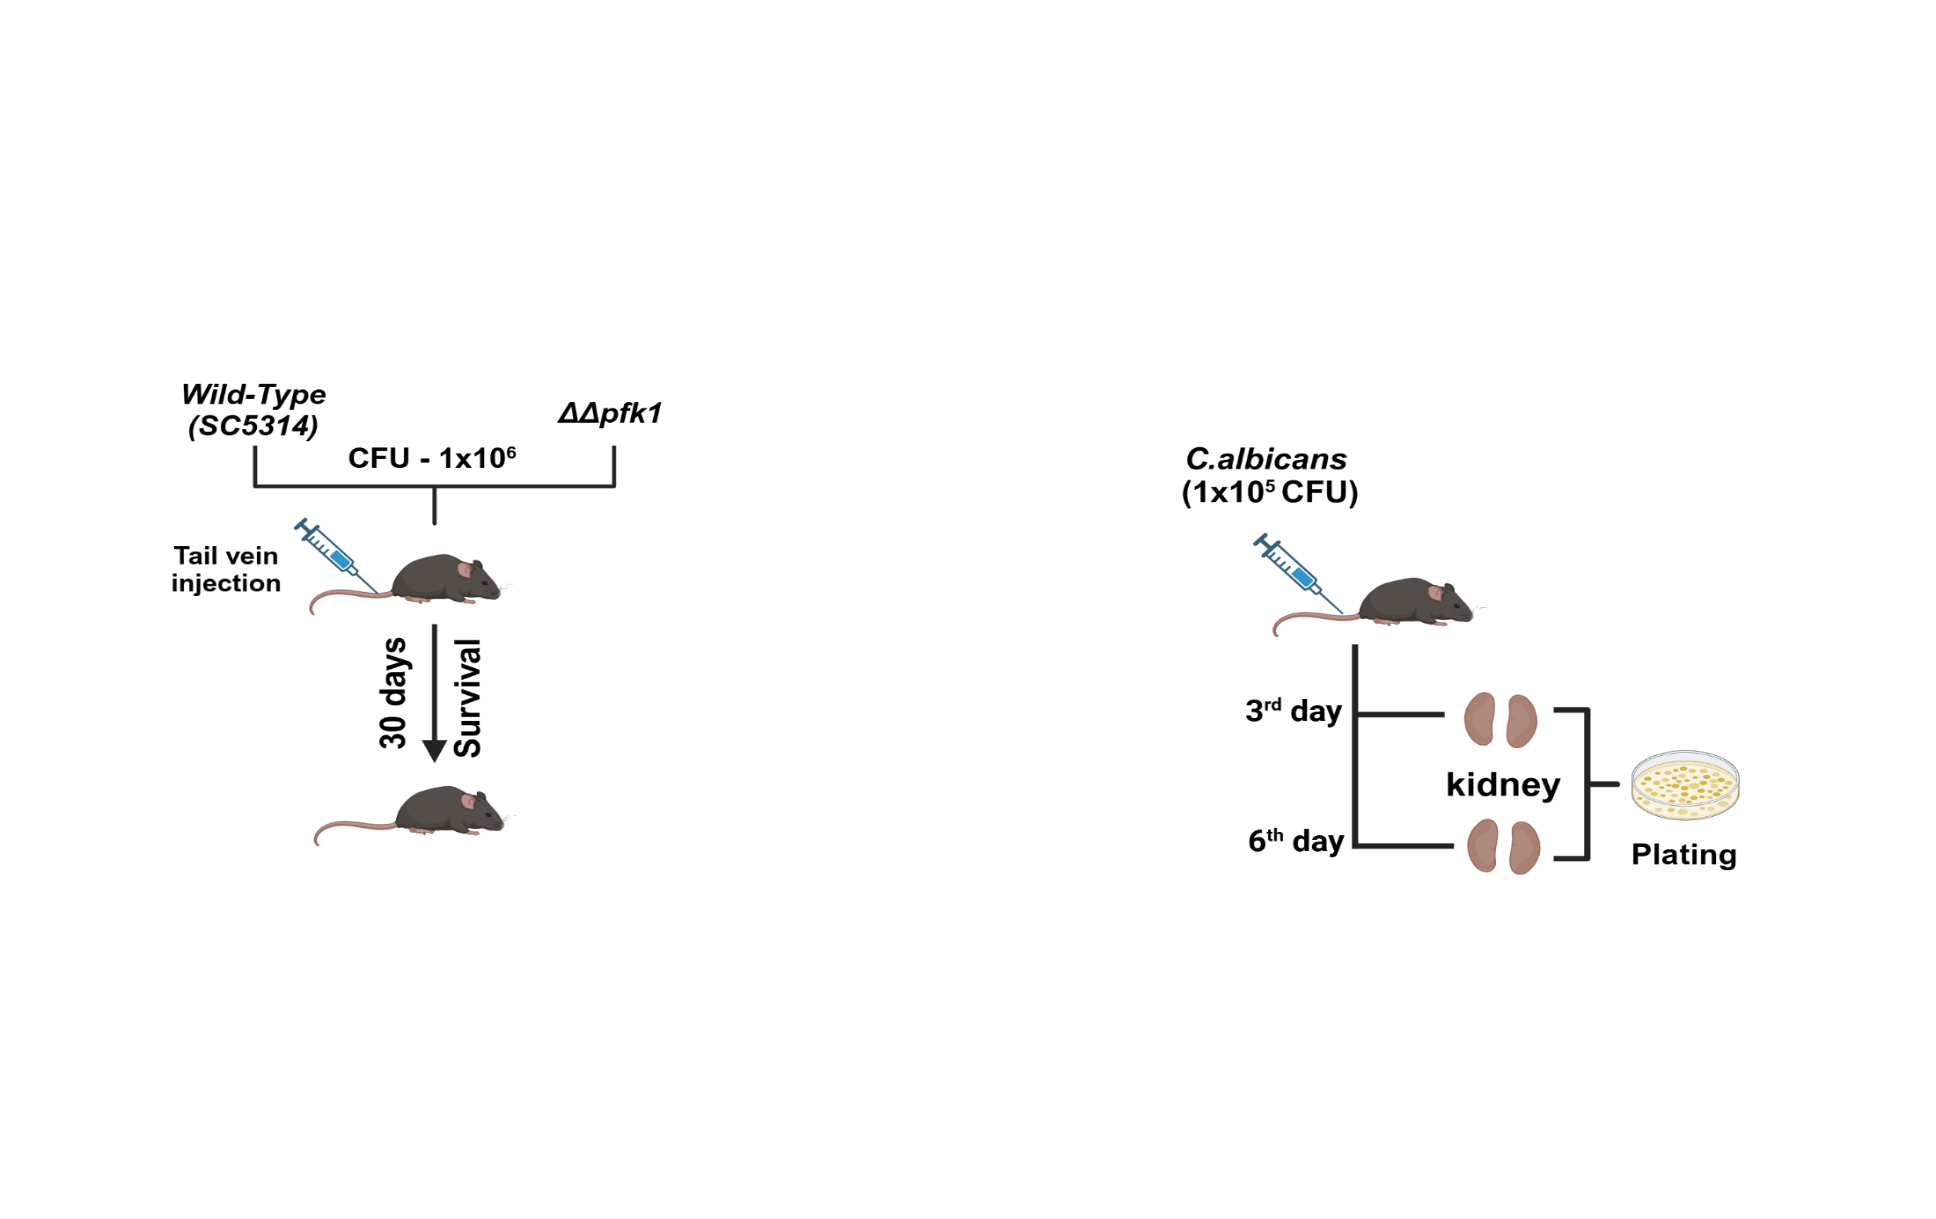 Wild-Type
(SC5314)
ΔΔpfk1
CFU - 1x10⁶
Tail vein
injection
30 days
Survival
C.albicans
(1x10⁵ CFU)
3ʳᵈ day
kidney
6ᵗʰ day
Plating